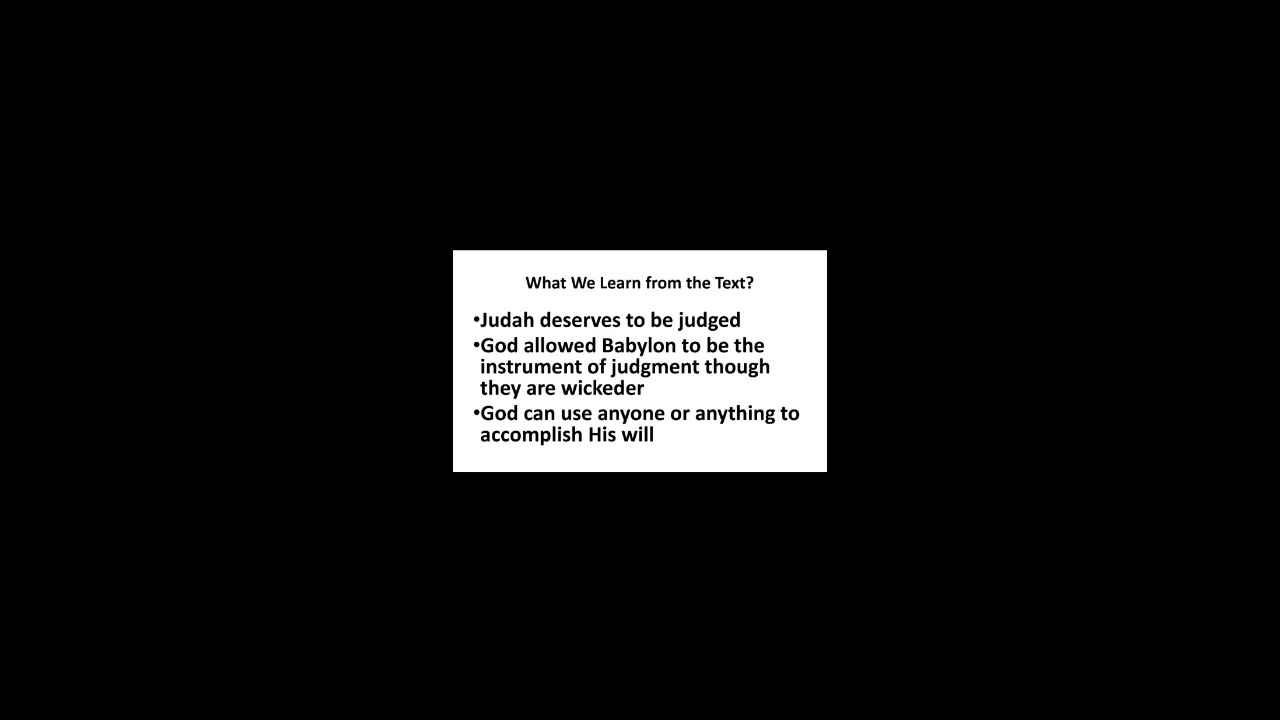 What We Learn from the Text?
•Judah deserves to be judged
•God allowed Babylon to be the
instrument of judgment though
they are wickeder
•God can use anyone or anything to
accomplish His will